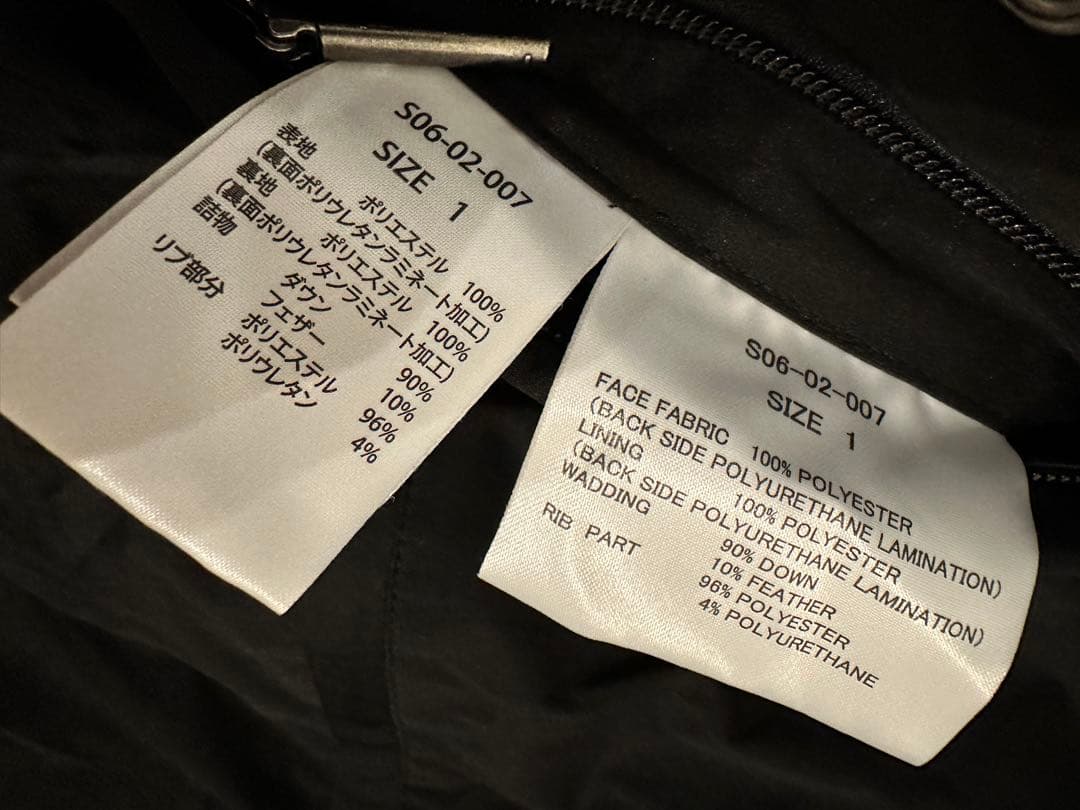 S06-02-007
SIZE 1
表地 ポリエステル 100%
(裏面ポリウレタンラミネート加工)
裏地 ポリエステル 100%
(裏面ポリウレタンラミネート加工)
詰物 ダウン 90%
フェザー 10%
リブ部分 ポリエステル 96%
ポリウレタン 4%
S06-02-007
SIZE 1
FACE FABRIC 100% POLYESTER
(BACK SIDE POLYURETHANE LAMINATION)
LINING 100% POLYESTER
(BACK SIDE POLYURETHANE LAMINATION)
WADDING 90% DOWN
10% FEATHER
RIB PART 96% POLYESTER
4% POLYURETHANE